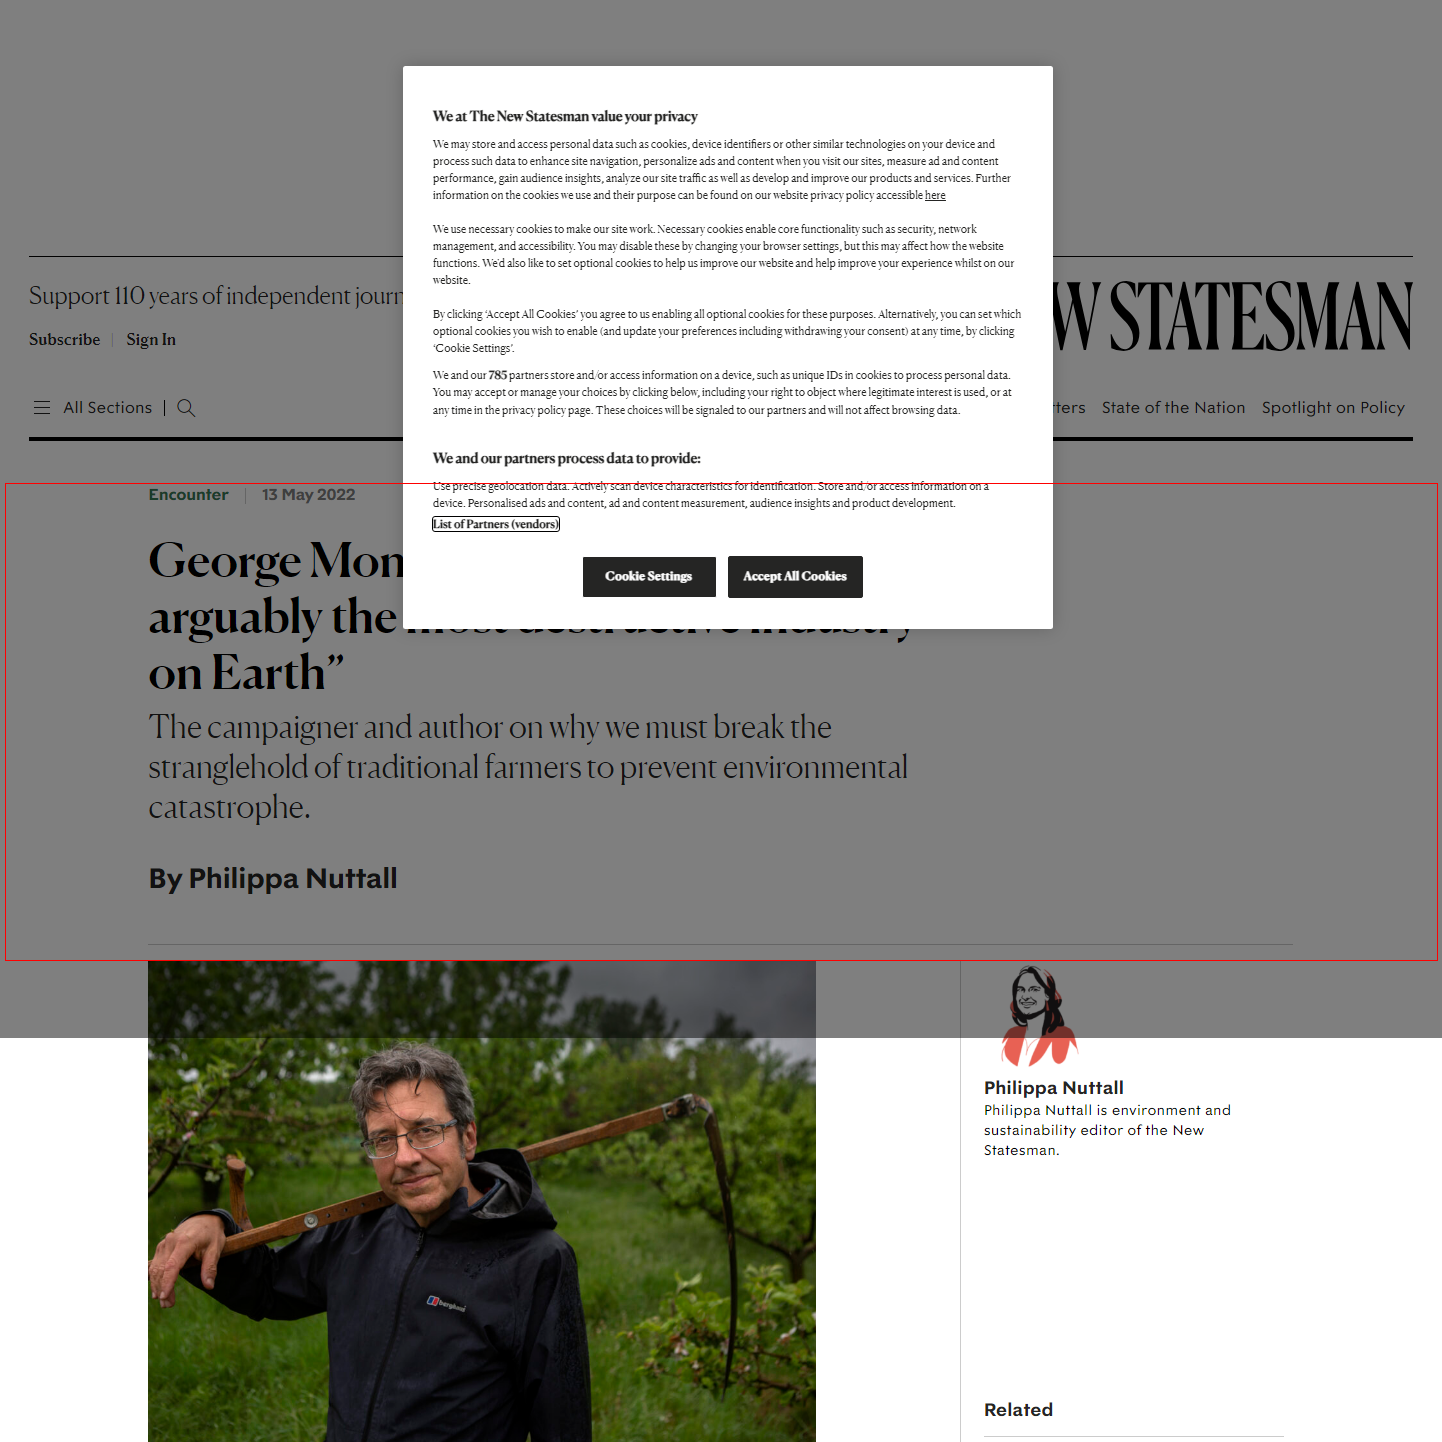 We at The New Statesman value your privacy
We may store and access personal data such as cookies, device identifiers or other similar technologies on your device and
process such data to enhance site navigation, personalize ads and content when you visit our sites, measure ad and content
performance, gain audience insights, analyze our site traffic as well as develop and improve our products and services. Further
information on the cookies we use and their purpose can be found on our website privacy policy accessible here
We use necessary cookies to make our site work. Necessary cookies enable core functionality such as security, network
management, and accessibility. You may disable these by changing your browser settings, but this may affect how the website
functions. We'd also like to set optional cookies to help us improve our website and help improve your experience whilst on our
website.
By clicking ‘Accept All Cookies’ you agree to us enabling all optional cookies for these purposes. Alternatively, you can set which
optional cookies you wish to enable (and update your preferences including withdrawing your consent) at any time, by clicking
‘Cookie Settings’.
We and our 785 partners store and/or access information on a device, such as unique IDs in cookies to process personal data.
You may accept or manage your choices by clicking below, including your right to object where legitimate interest is used, or at
any time in the privacy policy page. These choices will be signaled to our partners and will not affect browsing data.
We and our partners process data to provide:
Use precise geolocation data. Actively scan device characteristics for identification. Store and/or access information on a
device. Personalised ads and content, ad and content measurement, audience insights and product development.
List of Partners (vendors)
Cookie Settings
Accept All Cookies
Support 110 years of independent journ
Subscribe | Sign In
STATESMAN
All Sections
State of the Nation
Spotlight on Policy
Encounter | 13 May 2022
George Mon
arguably the most destructive industry
on Earth”
The campaigner and author on why we must break the
stranglehold of traditional farmers to prevent environmental
catastrophe.
By Philippa Nuttall
berghaus
Philippa Nuttall
Philippa Nuttall is environment and
sustainability editor of the New
Statesman.
Related